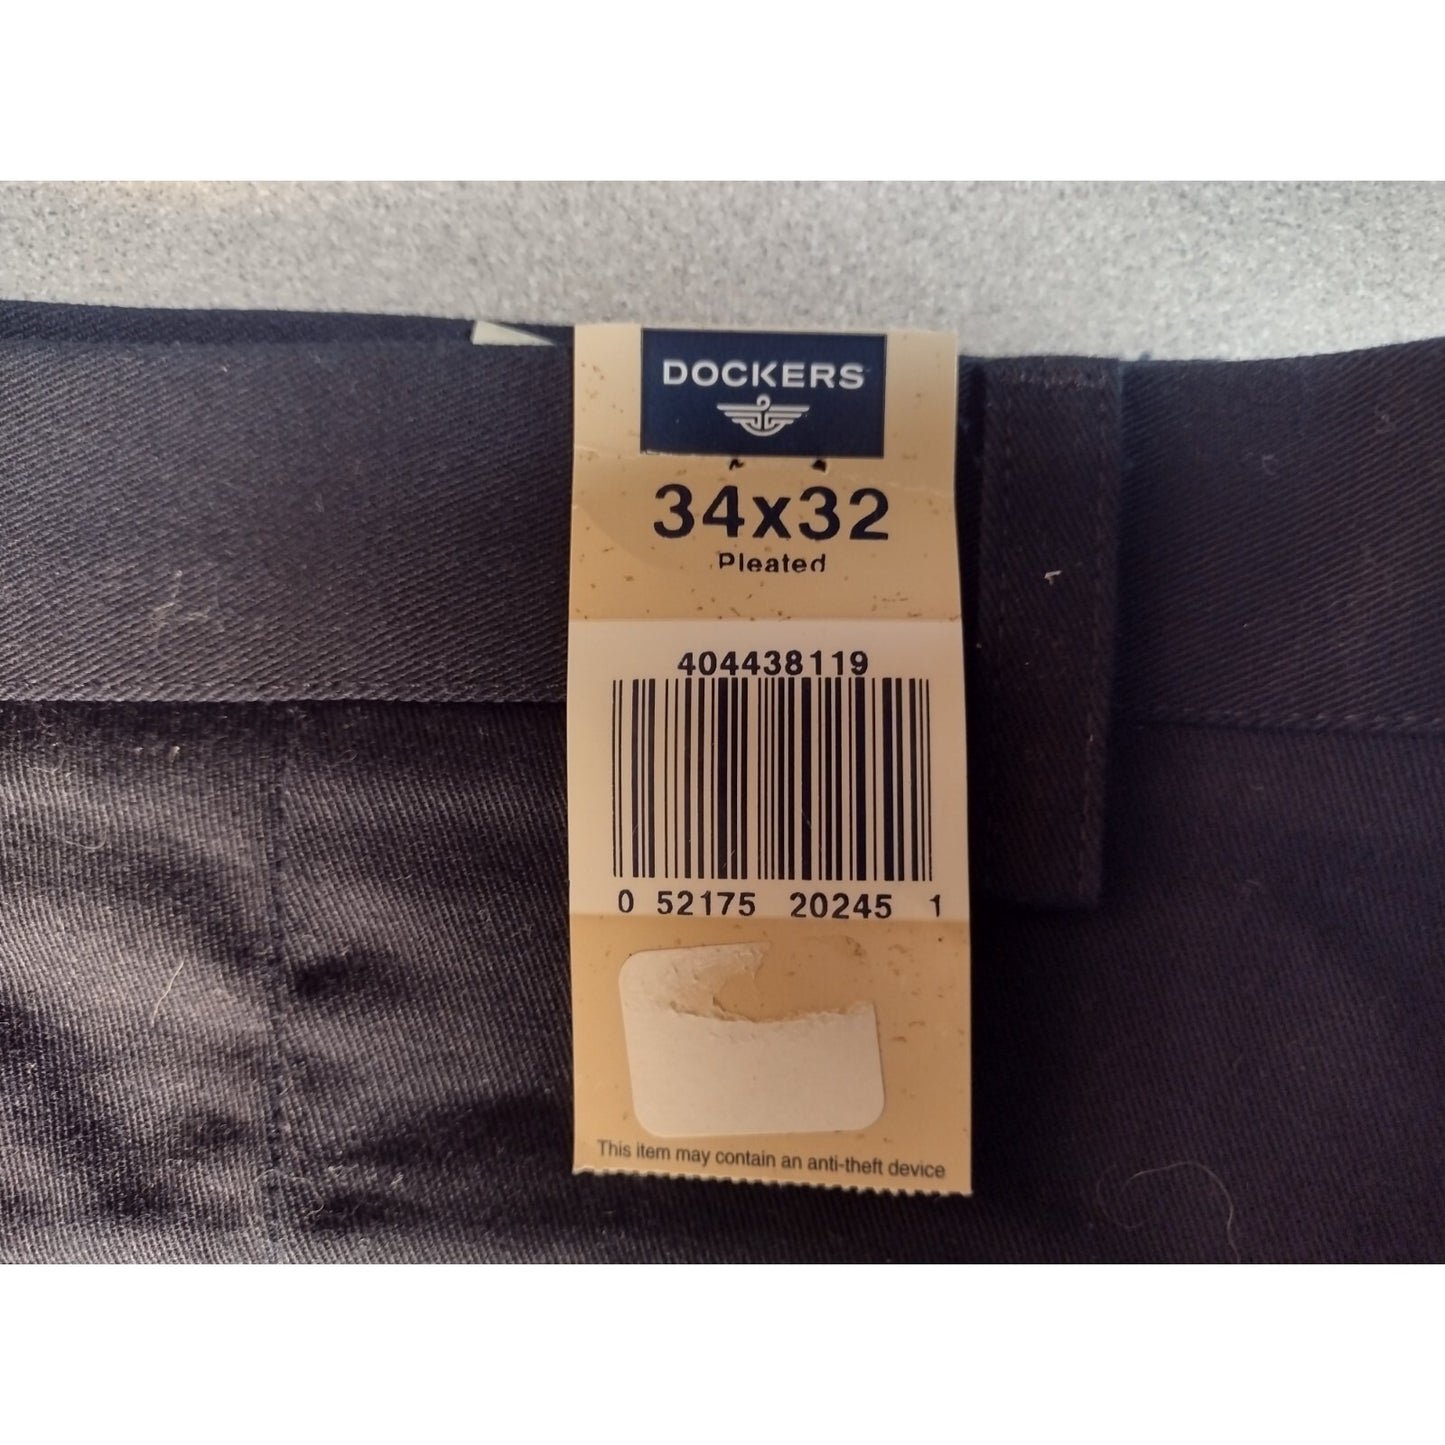 DOCKERS
34x32
Pleated
404438119
0 52175 20245 1
This item may contain an anti-theft device